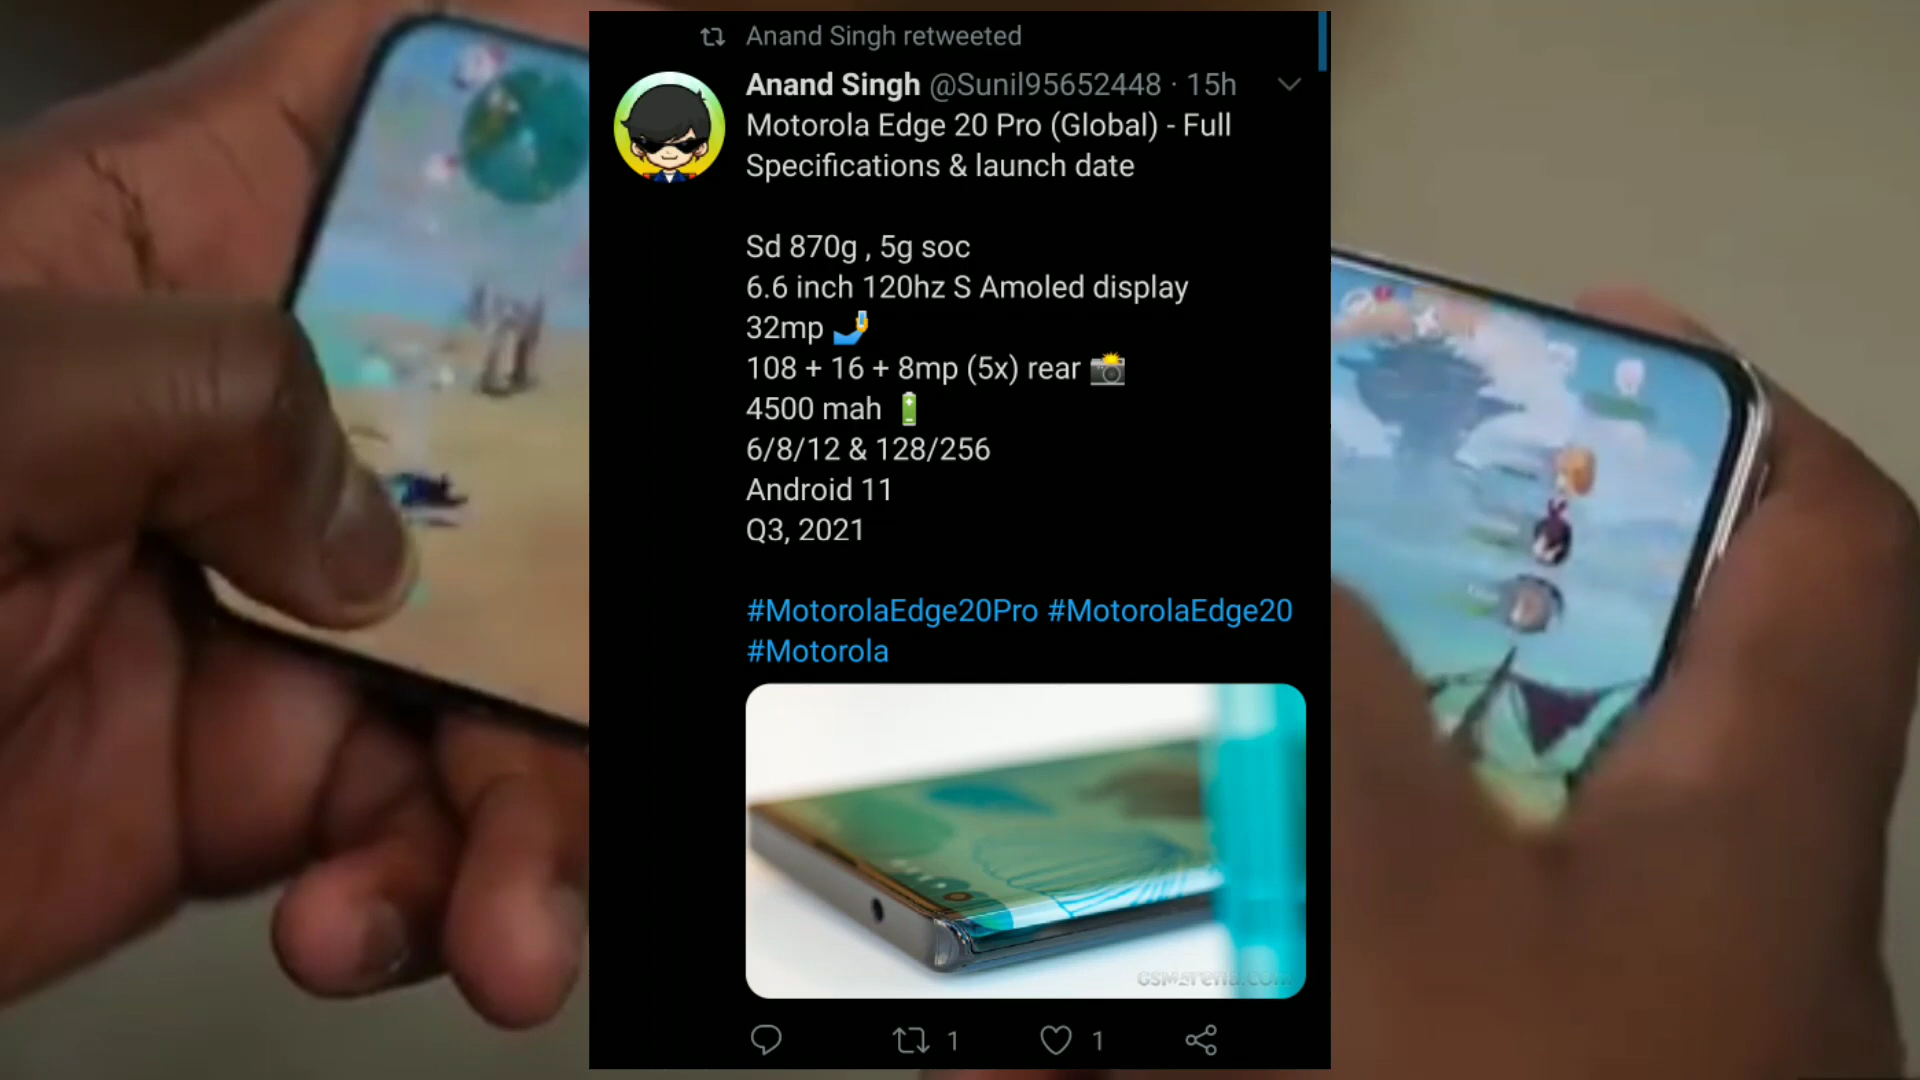 Anand Singh retweeted
Anand Singh @Sunil95652448 · 15h
Motorola Edge 20 Pro (Global) - Full
Specifications & launch date
Sd 870g , 5g soc
6.6 inch 120hz S Amoled display
32mp 🤳
108 + 16 + 8mp (5x) rear 📸
4500 mah 🔋
6/8/12 & 128/256
Android 11
Q3, 2021
#MotorolaEdge20Pro #MotorolaEdge20
#Motorola
GSMArena.com
1 1